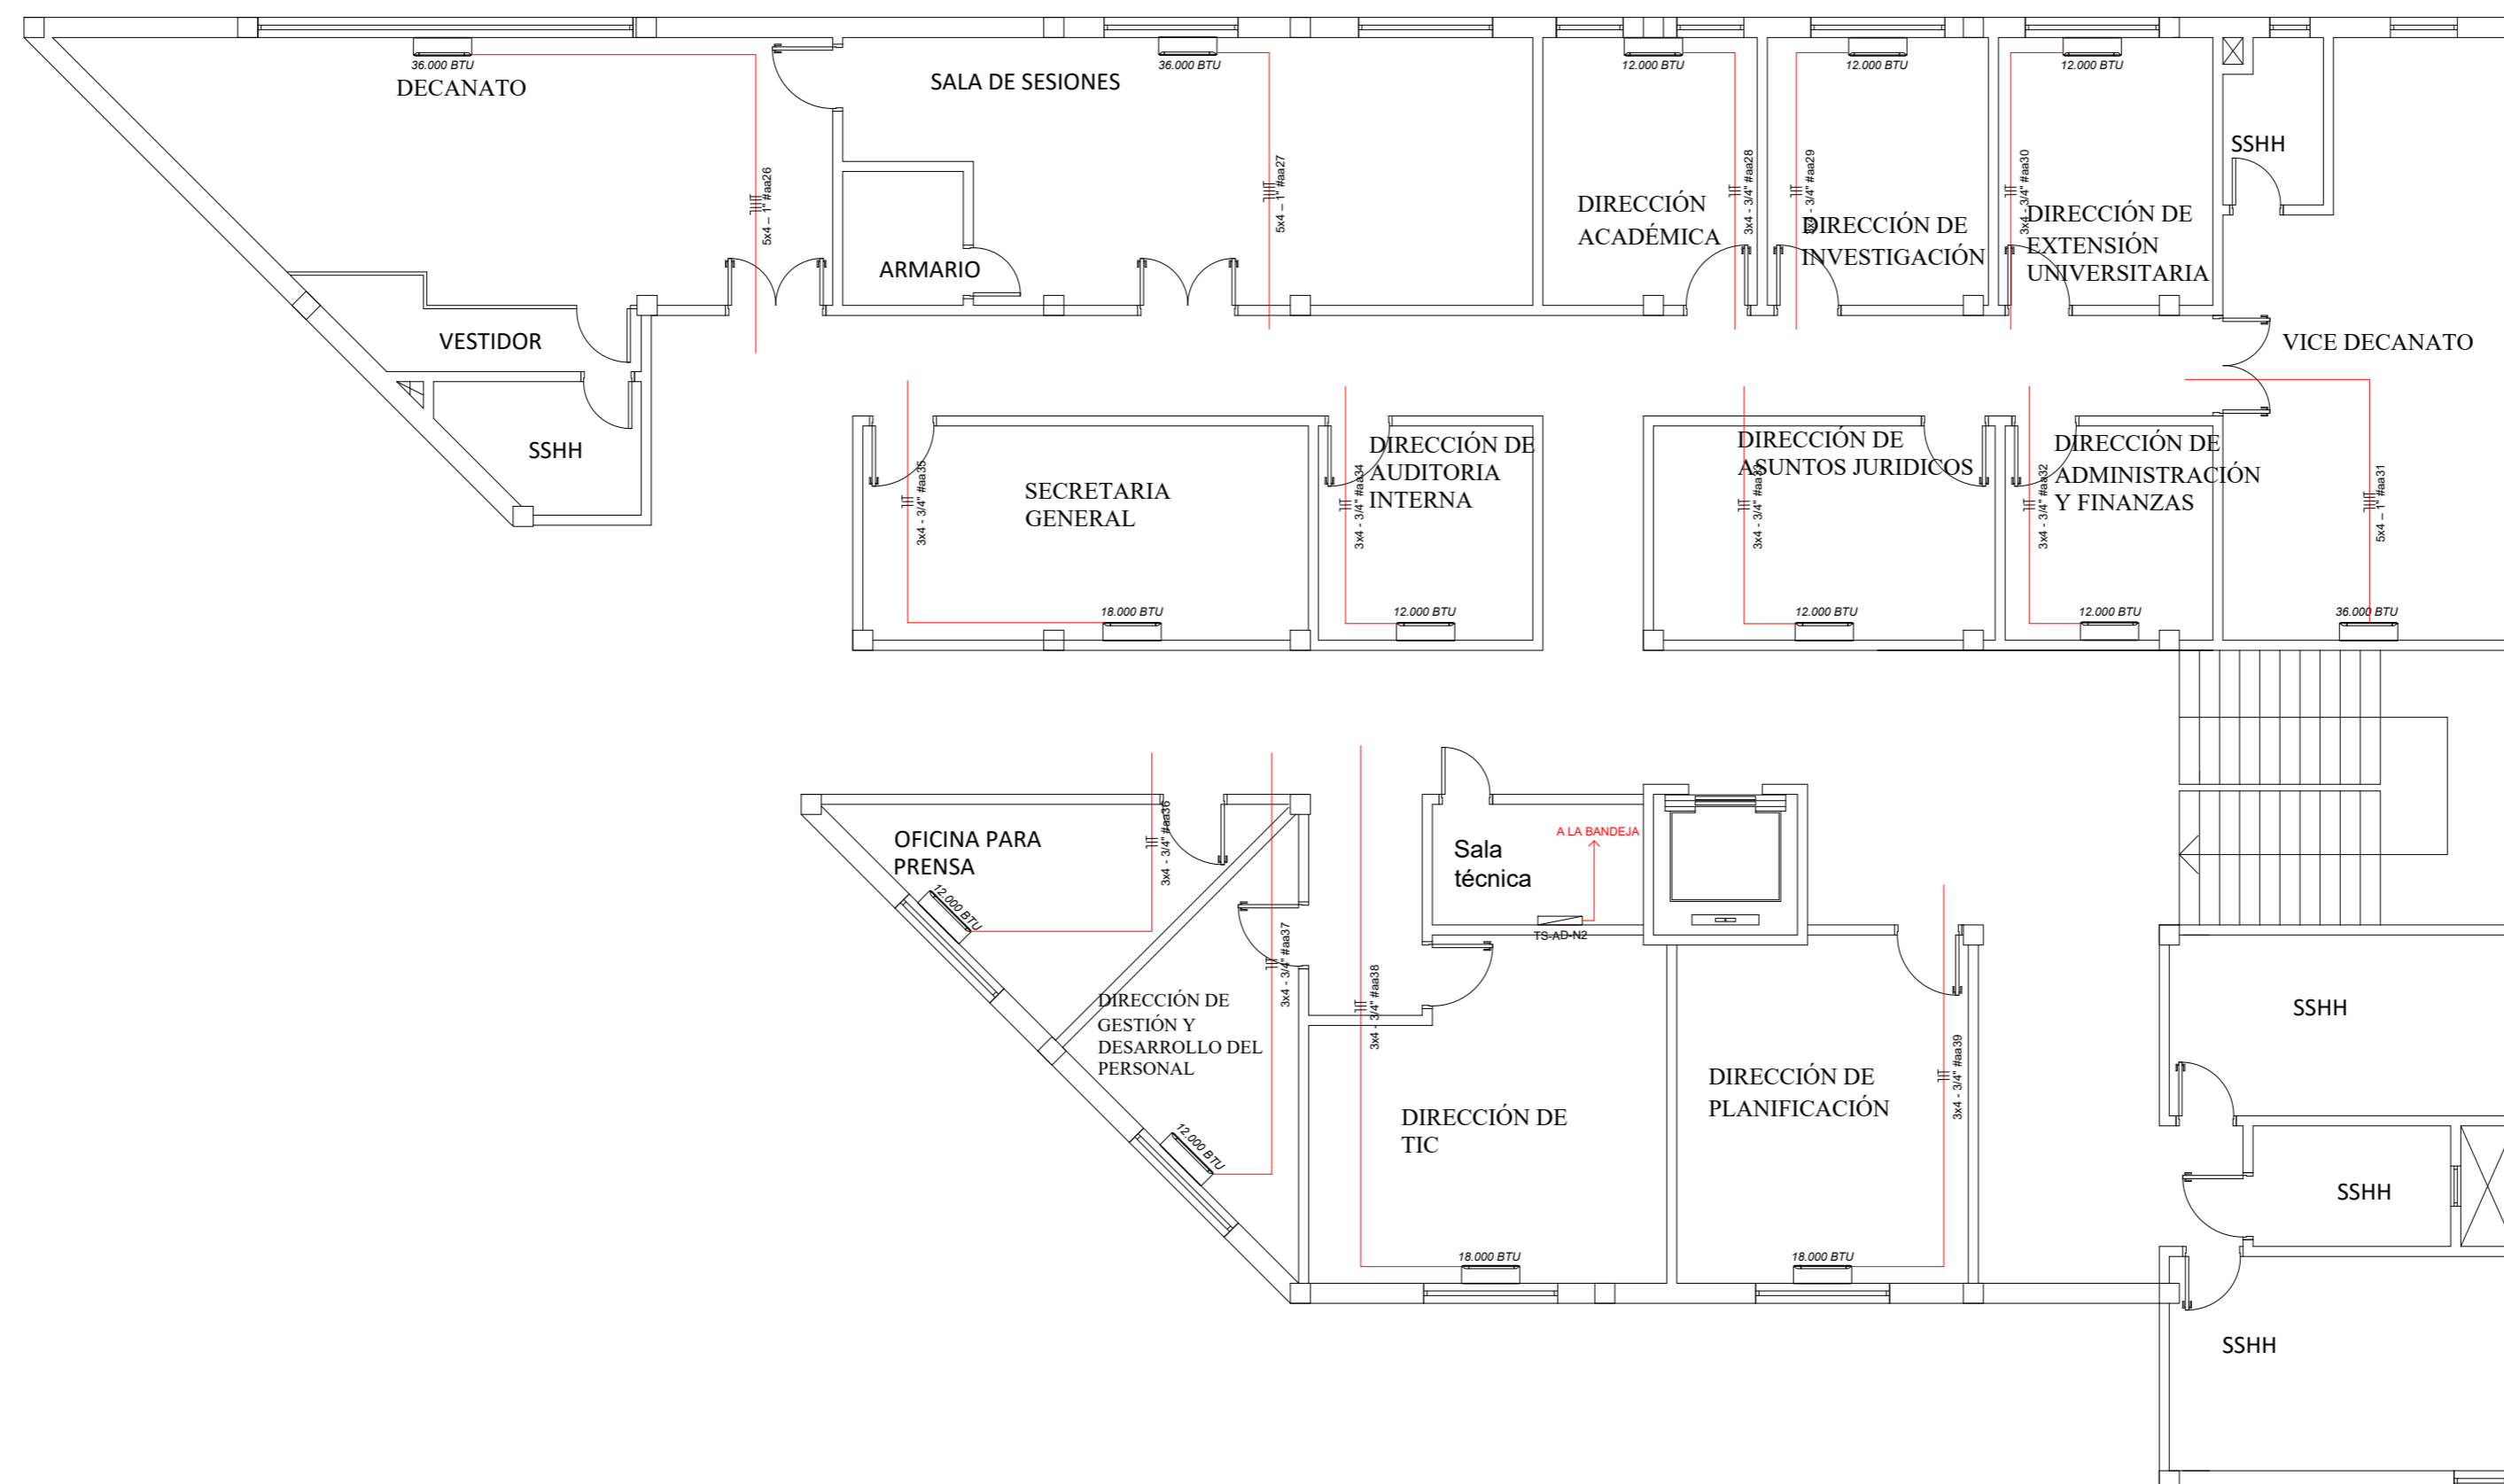 36.000 BTU
DECANATO
5x4 – 1" #aa26
SALA DE SESIONES
36.000 BTU
5x4 – 1" #aa27
ARMARIO
12.000 BTU
3x4 - 3/4" #aa28
DIRECCIÓN
ACADÉMICA
12.000 BTU
3x4 - 3/4" #aa29
DIRECCIÓN DE
INVESTIGACIÓN
12.000 BTU
3x4 - 3/4" #aa30
DIRECCIÓN DE
EXTENSIÓN
UNIVERSITARIA
SSHH
VICE DECANATO
VESTIDOR
SSHH
3x4 - 3/4" #aa35
SECRETARIA
GENERAL
18.000 BTU
DIRECCIÓN DE
AUDITORIA
INTERNA
3x4 - 3/4" #aa34
12.000 BTU
DIRECCIÓN DE
ASUNTOS JURIDICOS
3x4 - 3/4" #aa33
12.000 BTU
DIRECCIÓN DE
ADMINISTRACIÓN
Y FINANZAS
3x4 - 3/4" #aa32
12.000 BTU
5x4 – 1" #aa31
36.000 BTU
OFICINA PARA
PRENSA
12.000 BTU
3x4 - 3/4" #aa36
3x4 - 3/4" #aa37
DIRECCIÓN DE
GESTIÓN Y
DESARROLLO DEL
PERSONAL
12.000 BTU
Sala
técnica
A LA BANDEJA
TS-AD-N2
3x4 - 3/4" #aa38
DIRECCIÓN DE
TIC
18.000 BTU
DIRECCIÓN DE
PLANIFICACIÓN
3x4 - 3/4" #aa39
18.000 BTU
SSHH
SSHH
SSHH